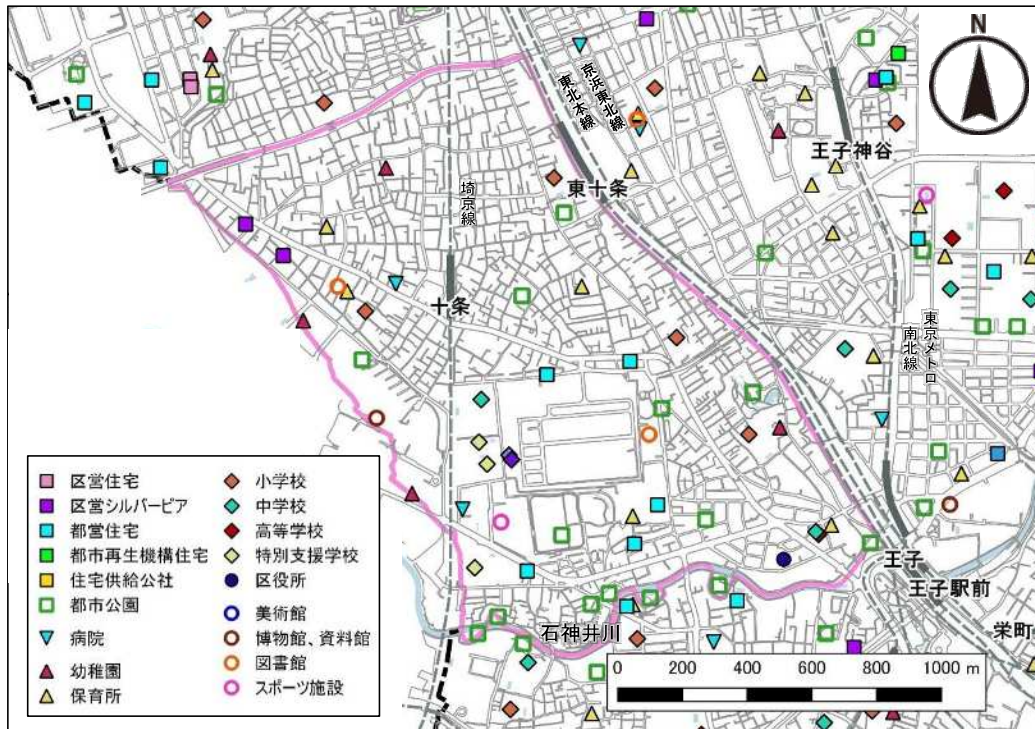 N
京浜東北線
東北本線
王子神谷
東十条
埼京線
十条
東京メトロ
南北線
王子
王子駅前
栄町
石神井川
0 200 400 600 800 1000 m
区営住宅
区営シルバーピア
都営住宅
都市再生機構住宅
住宅供給公社
都市公園
病院
幼稚園
保育所
小学校
中学校
高等学校
特別支援学校
区役所
美術館
博物館、資料館
図書館
スポーツ施設